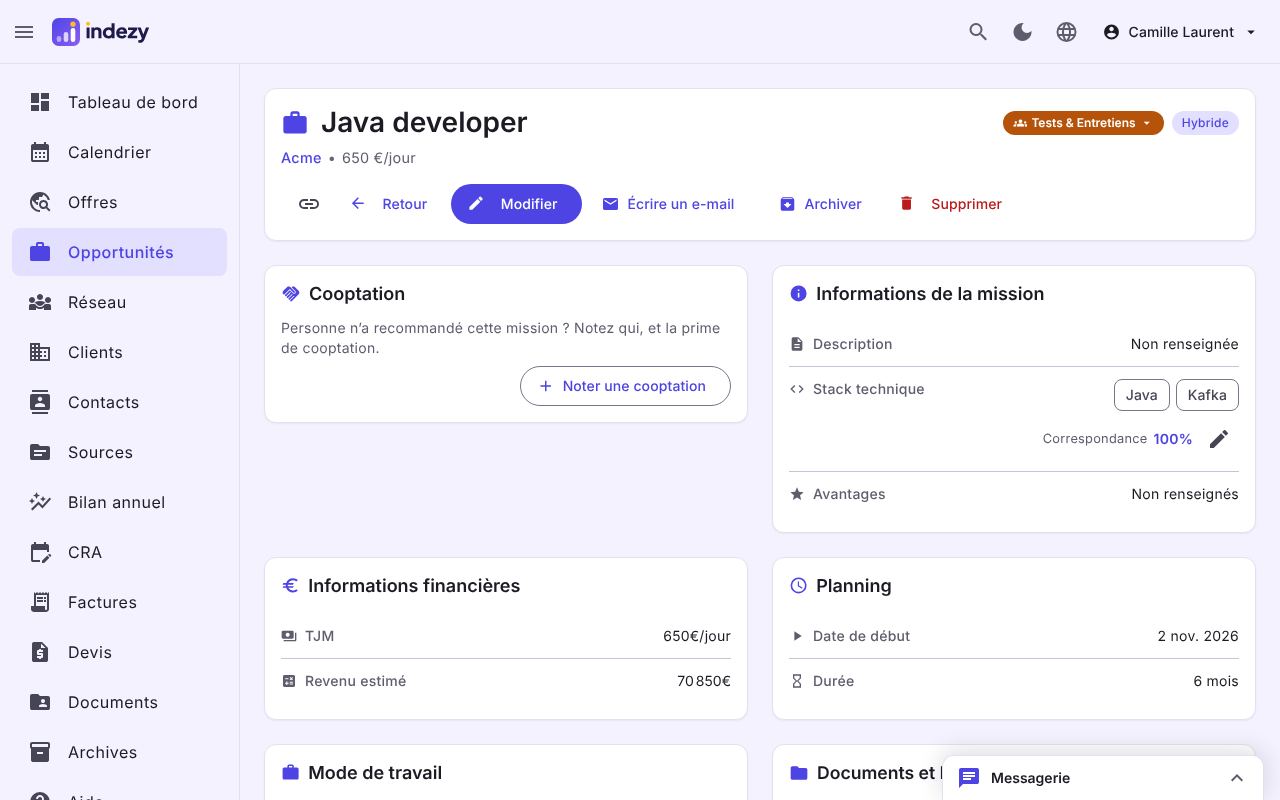 indezy
Camille Laurent
Tableau de bord
Calendrier
Offres
Opportunités
Réseau
Clients
Contacts
Sources
Bilan annuel
CRA
Factures
Devis
Documents
Archives
Java developer
Tests & Entretiens
Hybride
Acme • 650 €/jour
Retour
Modifier
Écrire un e-mail
Archiver
Supprimer
Cooptation
Personne n’a recommandé cette mission ? Notez qui, et la prime
de cooptation.
Noter une cooptation
Informations de la mission
Description
Non renseignée
Stack technique
Java
Kafka
Correspondance 100%
Avantages
Non renseignés
Informations financières
TJM
650€/jour
Revenu estimé
70 850€
Planning
Date de début
2 nov. 2026
Durée
6 mois
Mode de travail
Documents et
Messagerie